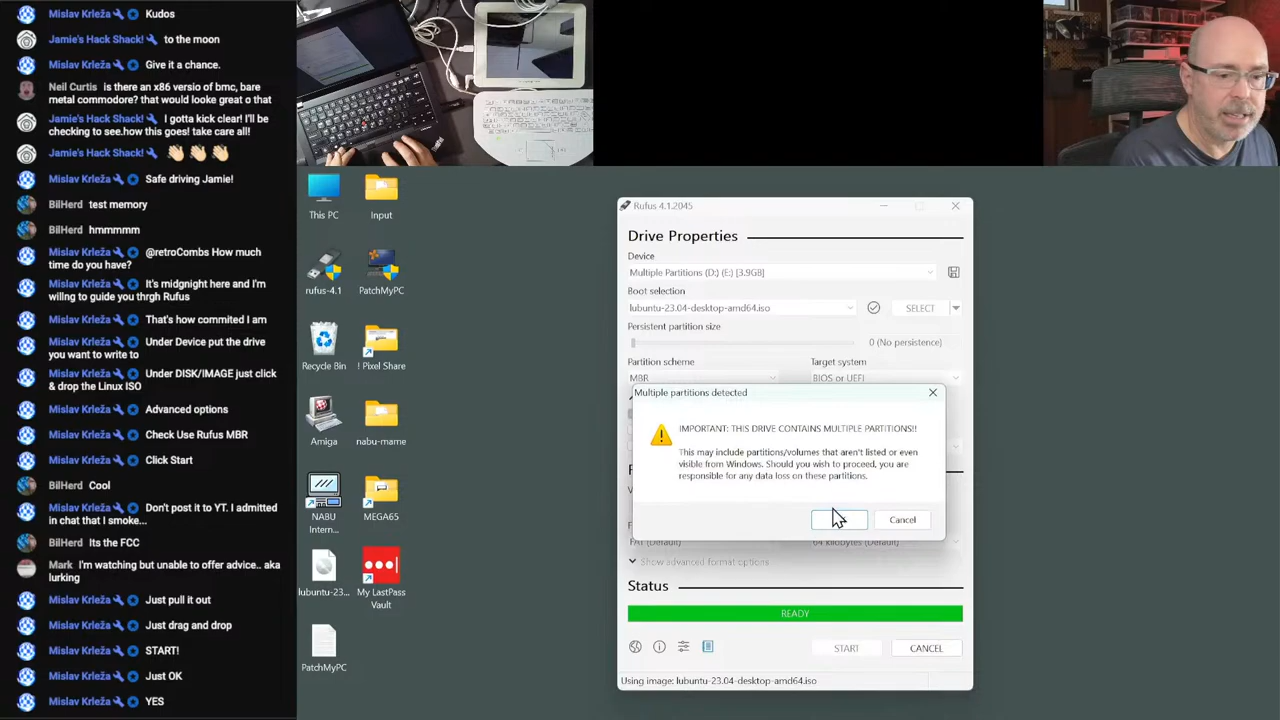 Mislav Krleža Kudos
Jamie's Hack Shack! to the moon
Mislav Krleža Give it a chance.
Neil Curtis is there an x86 versio of bmc, bare
metal commodore? that would looke great o that
Jamie's Hack Shack! I gotta kick clear! I'll be
checking to see.how this goes! take care all!
Jamie's Hack Shack!
Mislav Krleža Safe driving Jamie!
BilHerd test memory
BilHerd hmmmmm
Mislav Krleža @retroCombs How much
time do you have?
Mislav Krleža It's midgnight here and I'm
willng to guide you thrgh Rufus
Mislav Krleža That's how commited I am
Mislav Krleža Under Device put the drive
you want to write to
Mislav Krleža Under DISK/IMAGE just click
& drop the Linux ISO
Mislav Krleža Advanced options
Mislav Krleža Check Use Rufus MBR
Mislav Krleža Click Start
BilHerd Cool
Mislav Krleža Don't post it to YT. I admitted
in chat that I smoke...
BilHerd Its the FCC
Mark I'm watching but unable to offer advice.. aka
lurking
Mislav Krleža Just pull it out
Mislav Krleža Just drag and drop
Mislav Krleža START!
Mislav Krleža Just OK
Mislav Krleža YES
This PC
Input
rufus-4.1
PatchMyPC
Recycle Bin
! Pixel Share
Amiga
nabu-mame
NABU
Intern...
MEGA65
lubuntu-23...
My LastPass
Vault
PatchMyPC
Rufus 4.1.2045
Drive Properties
Device
Multiple Partitions (D:) (E:) [3.9GB]
Boot selection
lubuntu-23.04-desktop-amd64.iso
SELECT
Persistent partition size
0 (No persistence)
Partition scheme
Target system
MBR
BIOS or UEFI
Multiple partitions detected
IMPORTANT: THIS DRIVE CONTAINS MULTIPLE PARTITIONS!!
This may include partitions/volumes that aren't listed or even
visible from Windows. Should you wish to proceed, you are
responsible for any data loss on these partitions.
Cancel
FAT (Default)
64 kilobytes (Default)
Show advanced format options
Status
READY
START
CANCEL
Using image: lubuntu-23.04-desktop-amd64.iso